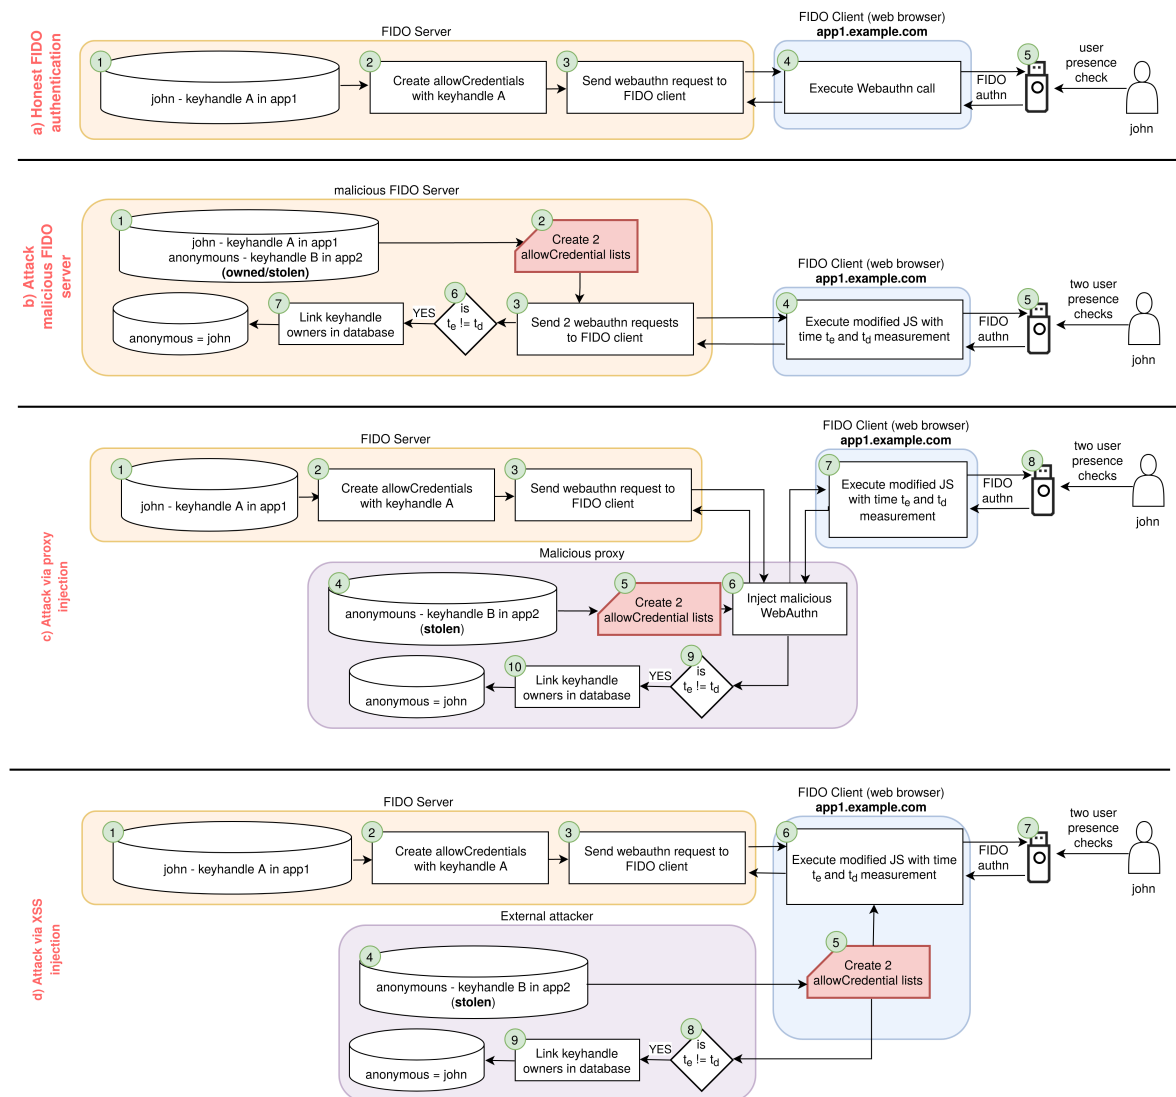 a) Honest FIDO
authentication
FIDO Server
1
john - keyhandle A in app1
2
Create allowCredentials
with keyhandle A
3
Send webauthn request to
FIDO client
FIDO Client (web browser)
app1.example.com
4
Execute Webauthn call
FIDO
authn
5
user
presence
check
john
b) Attack
malicious FIDO
server
malicious FIDO Server
1
john - keyhandle A in app1
anonymouns - keyhandle B in app2
(owned/stolen)
2
Create 2
allowCredential lists
3
Send 2 webauthn requests
to FIDO client
FIDO Client (web browser)
app1.example.com
4
Execute modified JS with
time te and td measurement
FIDO
authn
5
two user
presence
checks
john
6
is
te != td
YES
7
Link keyhandle
owners in database
anonymous = john
c) Attack via proxy
injection
FIDO Server
1
john - keyhandle A in app1
2
Create allowCredentials
with keyhandle A
3
Send webauthn request to
FIDO client
Malicious proxy
4
anonymouns - keyhandle B in app2
(stolen)
5
Create 2
allowCredential lists
6
Inject malicious
WebAuthn
FIDO Client (web browser)
app1.example.com
7
Execute modified JS
with time te and td
measurement
FIDO
authn
8
two user
presence
checks
john
9
is
te != td
YES
10
Link keyhandle
owners in database
anonymous = john
d) Attack via XSS
injection
FIDO Server
1
john - keyhandle A in app1
2
Create allowCredentials
with keyhandle A
3
Send webauthn request to
FIDO client
External attacker
4
anonymouns - keyhandle B in app2
(stolen)
5
Create 2
allowCredential lists
FIDO Client (web browser)
app1.example.com
6
Execute modified JS with time
te and td measurement
FIDO
authn
7
two user
presence
checks
john
8
is
te != td
YES
9
Link keyhandle
owners in database
anonymous = john